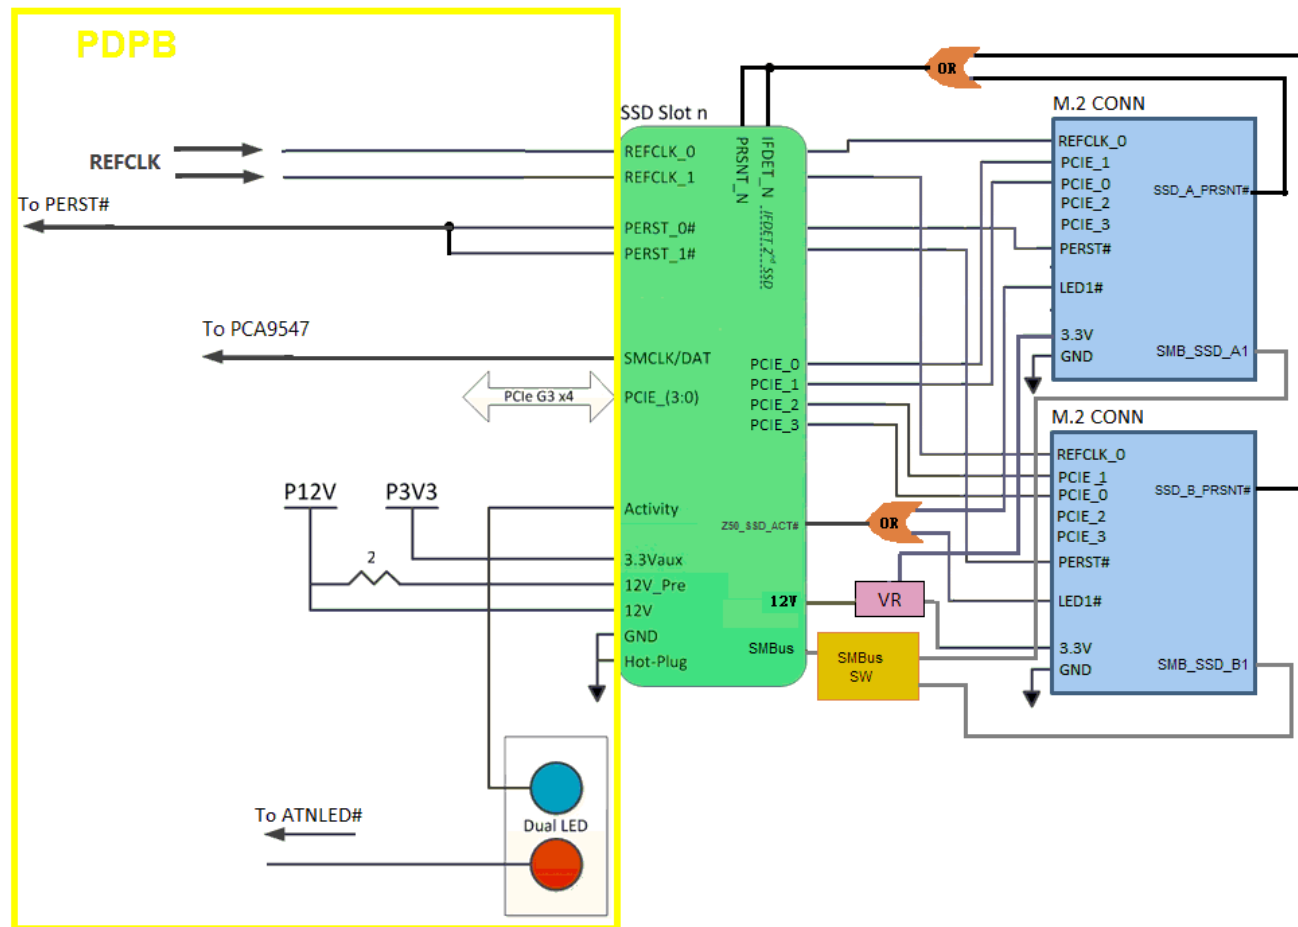 PDPB
OR
SSD Slot n
M.2 CONN
REFCLK
REFCLK_0
REFCLK_1
PRSNT_N
IFDET_N
IFDET.2nd SSD
REFCLK_0
PCIE_1
PCIE_0
PCIE_2
PCIE_3
PERST#
LED1#
3.3V
GND
SSD_A_PRSNT#
SMB_SSD_A1
To PERST#
PERST_0#
PERST_1#
To PCA9547
SMCLK/DAT
PCIe G3 x4
PCIE_(3:0)
PCIE_0
PCIE_1
PCIE_2
PCIE_3
M.2 CONN
REFCLK_0
PCIE_1
PCIE_0
PCIE_2
PCIE_3
PERST#
LED1#
3.3V
GND
SSD_B_PRSNT#
SMB_SSD_B1
P12V
P3V3
2
Activity
3.3Vaux
12V_Pre
12V
GND
Hot-Plug
Z50_SSD_ACT#
OR
12V
VR
SMBus
SMBus
SW
Dual LED
To ATNLED#